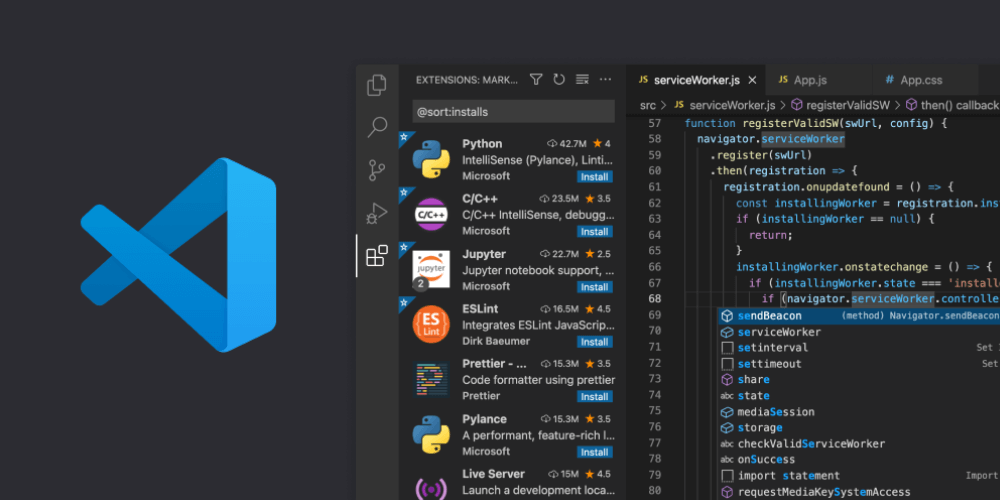 EXTENSIONS: MARK...
@sort:installs
Python 42.7M ★ 4
IntelliSense (Pylance), Linti...
Microsoft Install
C/C++ 23.5M ★ 3.5
C/C++ IntelliSense, debugg...
C/C++
Microsoft Install
Jupyter 22.7M ★ 2.5
Jupyter notebook support, ...
jupyter
2
Microsoft Install
ESLint 16.5M ★ 4.5
Integrates ESLint JavaScrip...
ES
Lint
Dirk Baeumer Install
Prettier - ... 15.3M ★ 3.5
Code formatter using prettier
Prettier Install
Pylance 15.3M ★ 3.5
A performant, feature-rich l...
Microsoft Install
Live Server 15M ★ 4.5
Launch a development loca...
JS serviceWorker.js × JS App.js # App.css
src > JS serviceWorker.js > registerValidSW > then() callback
57 function registerValidSW(swUrl, config) {
58 navigator.serviceWorker
59 .register(swUrl)
60 .then(registration => {
61 registration.onupdatefound = () => {
62 const installingWorker = registration.ins
63 if (installingWorker == null) {
64 return;
65 }
66 installingWorker.onstatechange = () => {
67 if (installingWorker.state === 'installe
68 if (navigator.serviceWorker.controlle
69 sendBeacon (method) Navigator.sendBeacon
70 serviceWorker
71 setinterval Set
72 settimeout Set
73 share
74 abc state
75 mediaSession
76 storage
77 abc checkValidServiceWorker
78 abc onSuccess
79 import statement Import
80 requestMediaKeySystemAccess